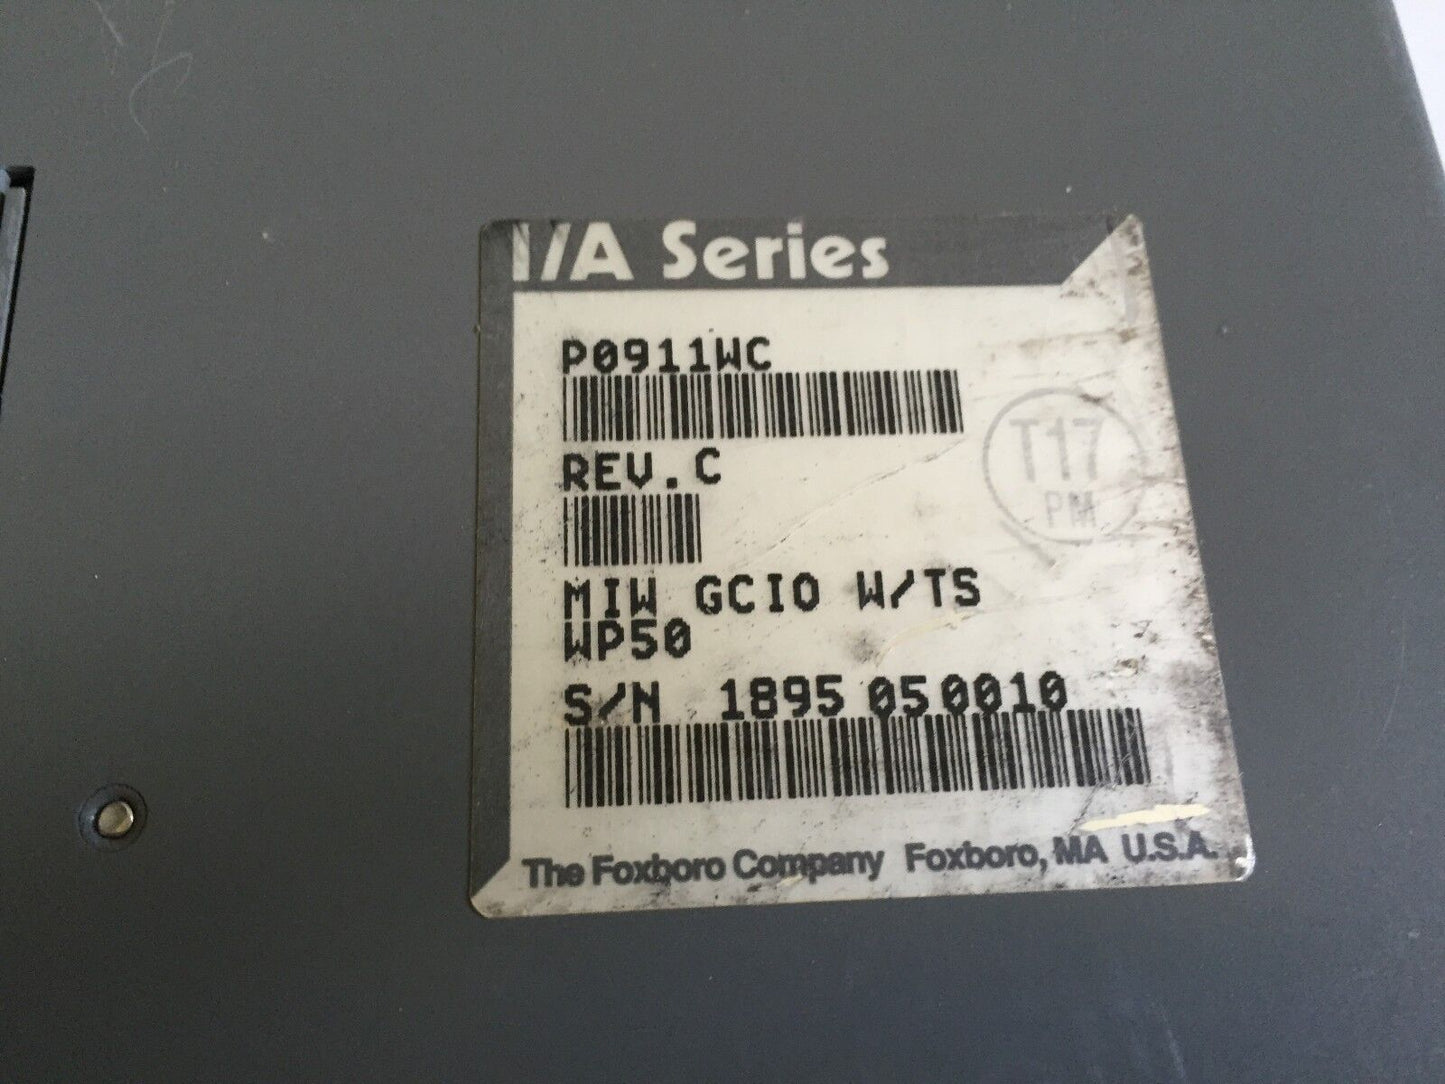 I/A Series
P0911WC
REV.C
T17
PM
MIW GCIO W/TS
WP50
S/N 1895 050010
The Foxboro Company Foxboro, MA U.S.A.